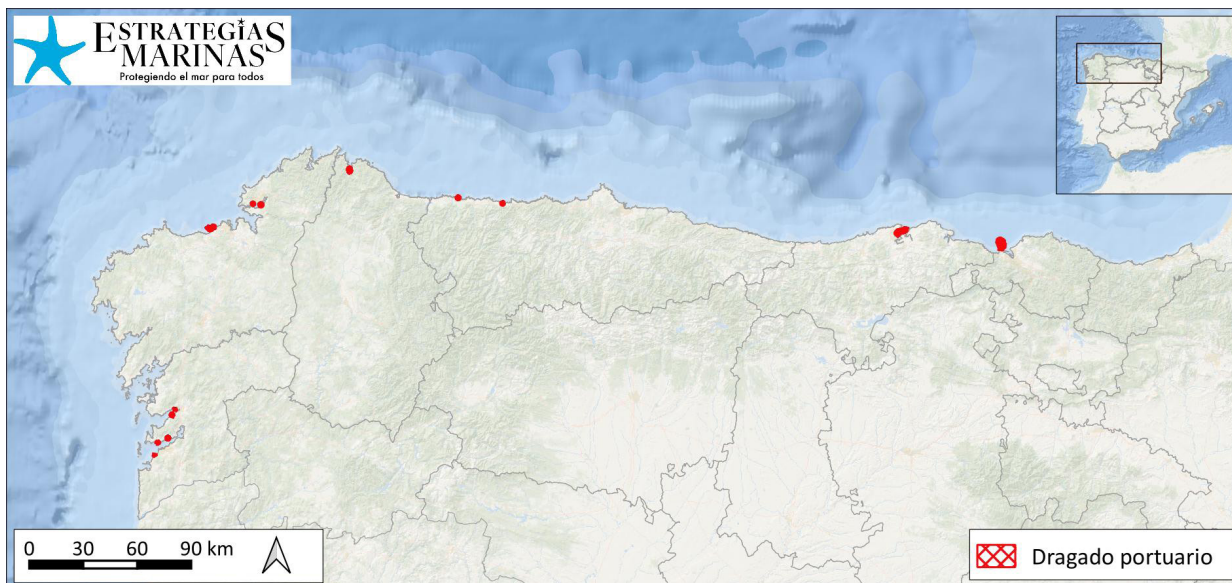 ESTRATEGIAS
MARINAS
Protegiendo el mar para todos
0 30 60 90 km
Dragado portuario